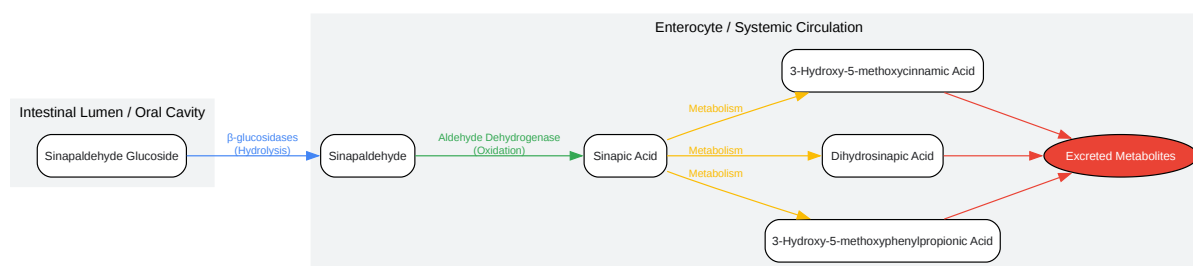 Enterocyte / Systemic Circulation
Intestinal Lumen / Oral Cavity
Sinapaldehyde Glucoside
β-glucosidases
(Hydrolysis)
Sinapaldehyde
Aldehyde Dehydrogenase
(Oxidation)
Sinapic Acid
Metabolism
Metabolism
Metabolism
3-Hydroxy-5-methoxycinnamic Acid
Dihydrosinapic Acid
3-Hydroxy-5-methoxyphenylpropionic Acid
Excreted Metabolites